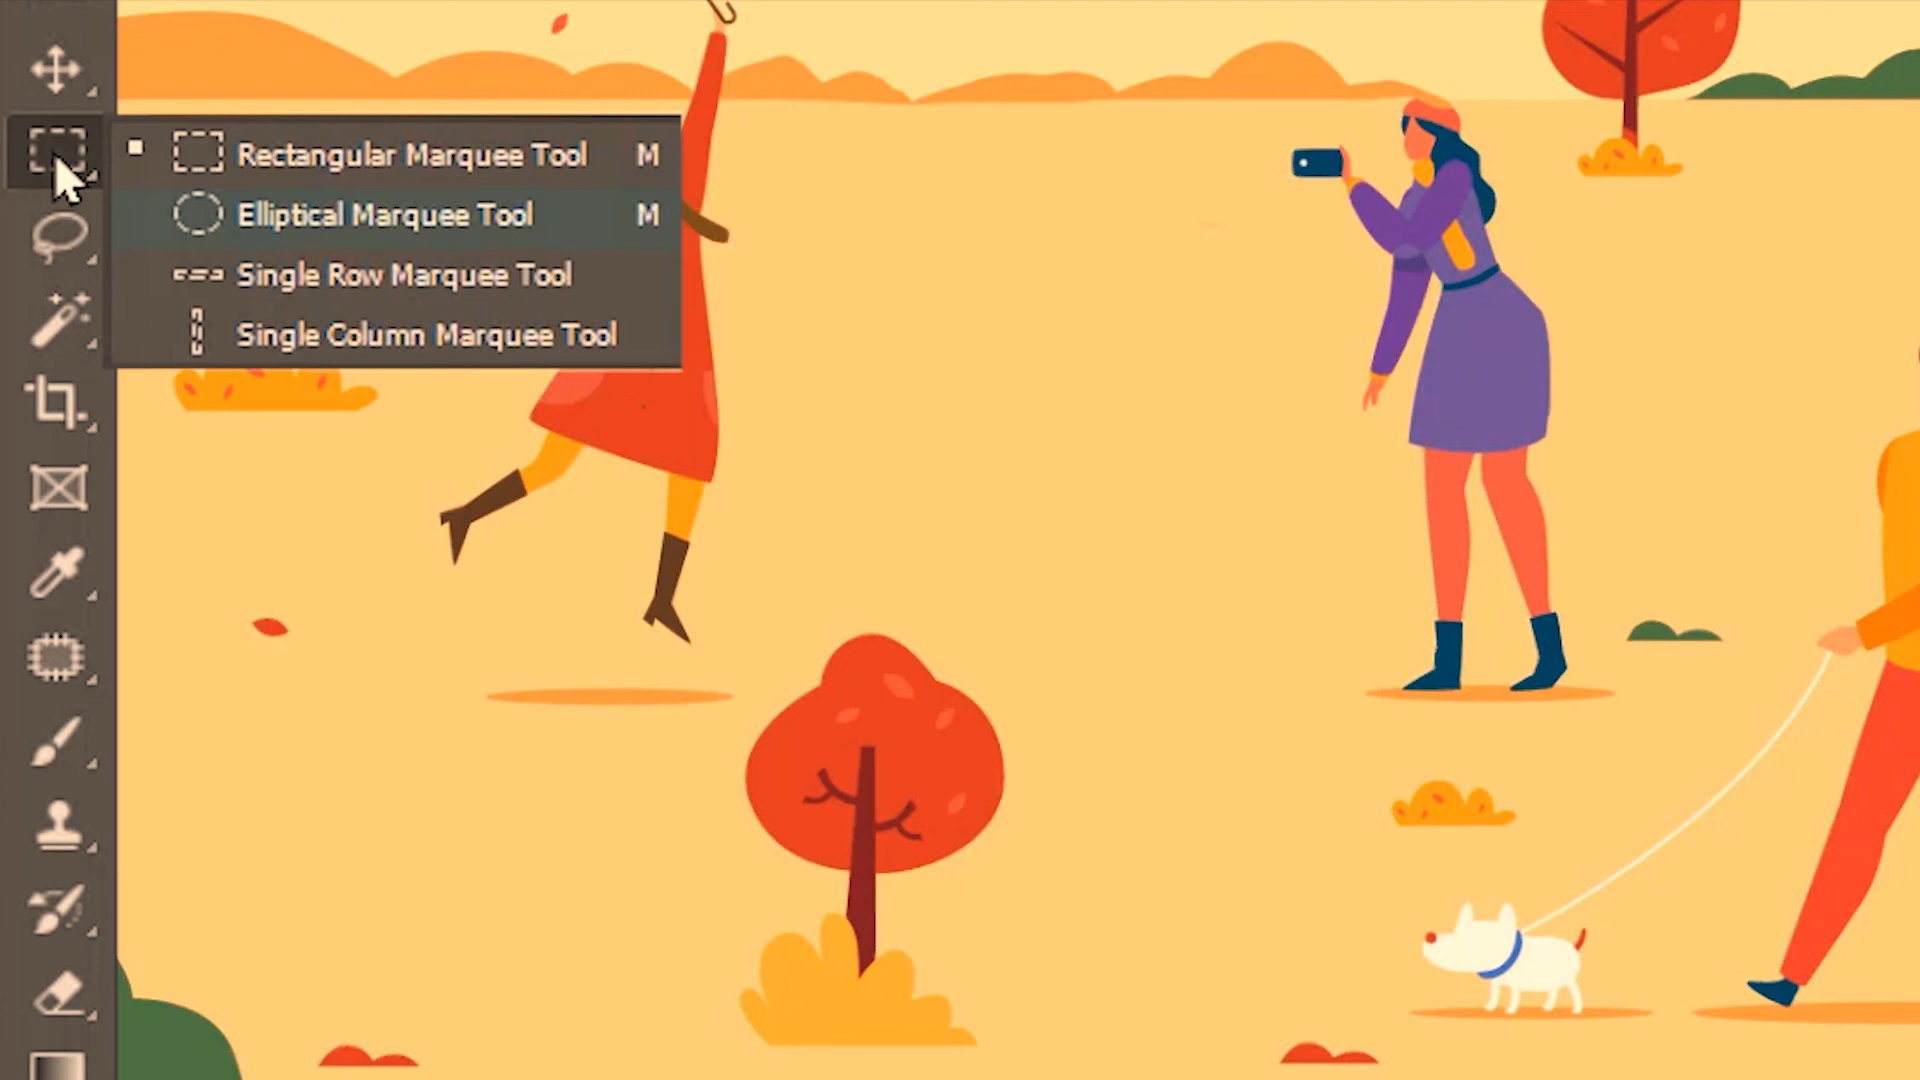 Rectangular Marquee Tool M
Elliptical Marquee Tool M
Single Row Marquee Tool
Single Column Marquee Tool